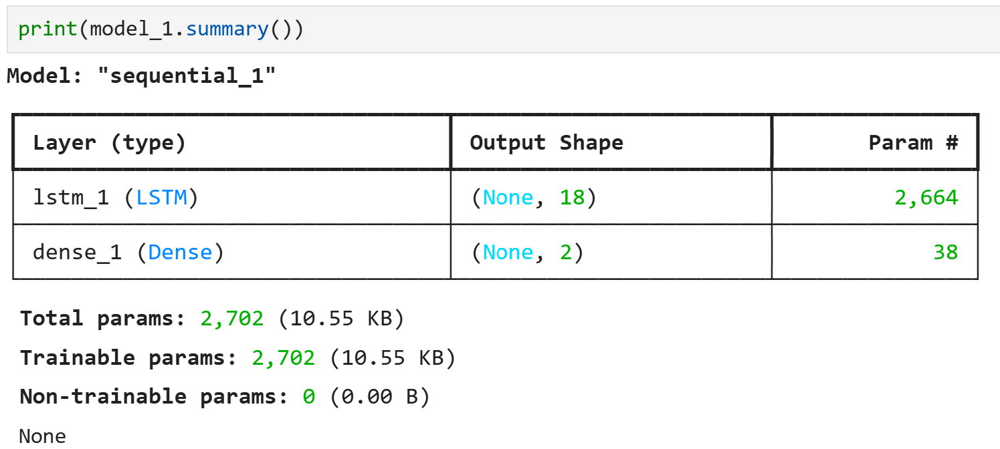 print(model_1.summary())
Model: "sequential_1"
Layer (type) Output Shape Param #
lstm_1 (LSTM) (None, 18) 2,664
dense_1 (Dense) (None, 2) 38
Total params: 2,702 (10.55 KB)
Trainable params: 2,702 (10.55 KB)
Non-trainable params: 0 (0.00 B)
None